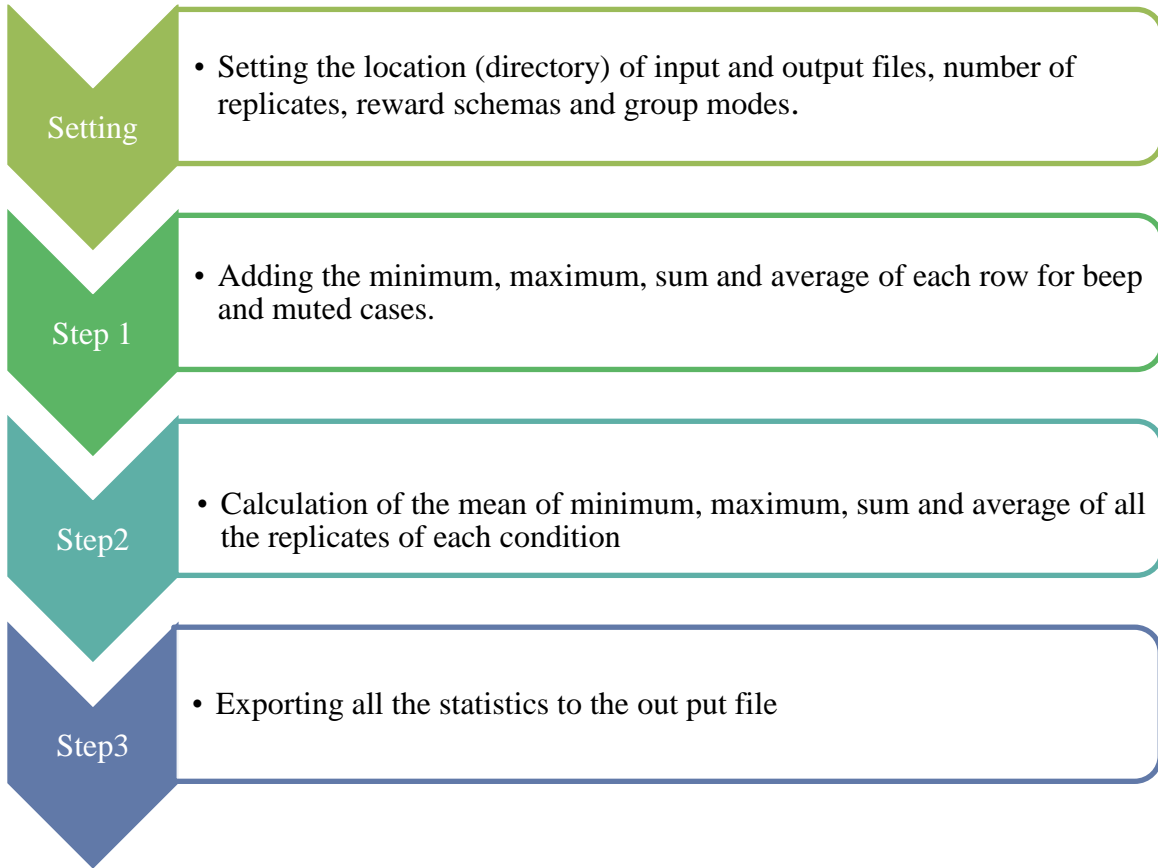 Setting
• Setting the location (directory) of input and output files, number of
replicates, reward schemas and group modes.
Step 1
• Adding the minimum, maximum, sum and average of each row for beep
and muted cases.
Step2
• Calculation of the mean of minimum, maximum, sum and average of all
the replicates of each condition
Step3
• Exporting all the statistics to the out put file